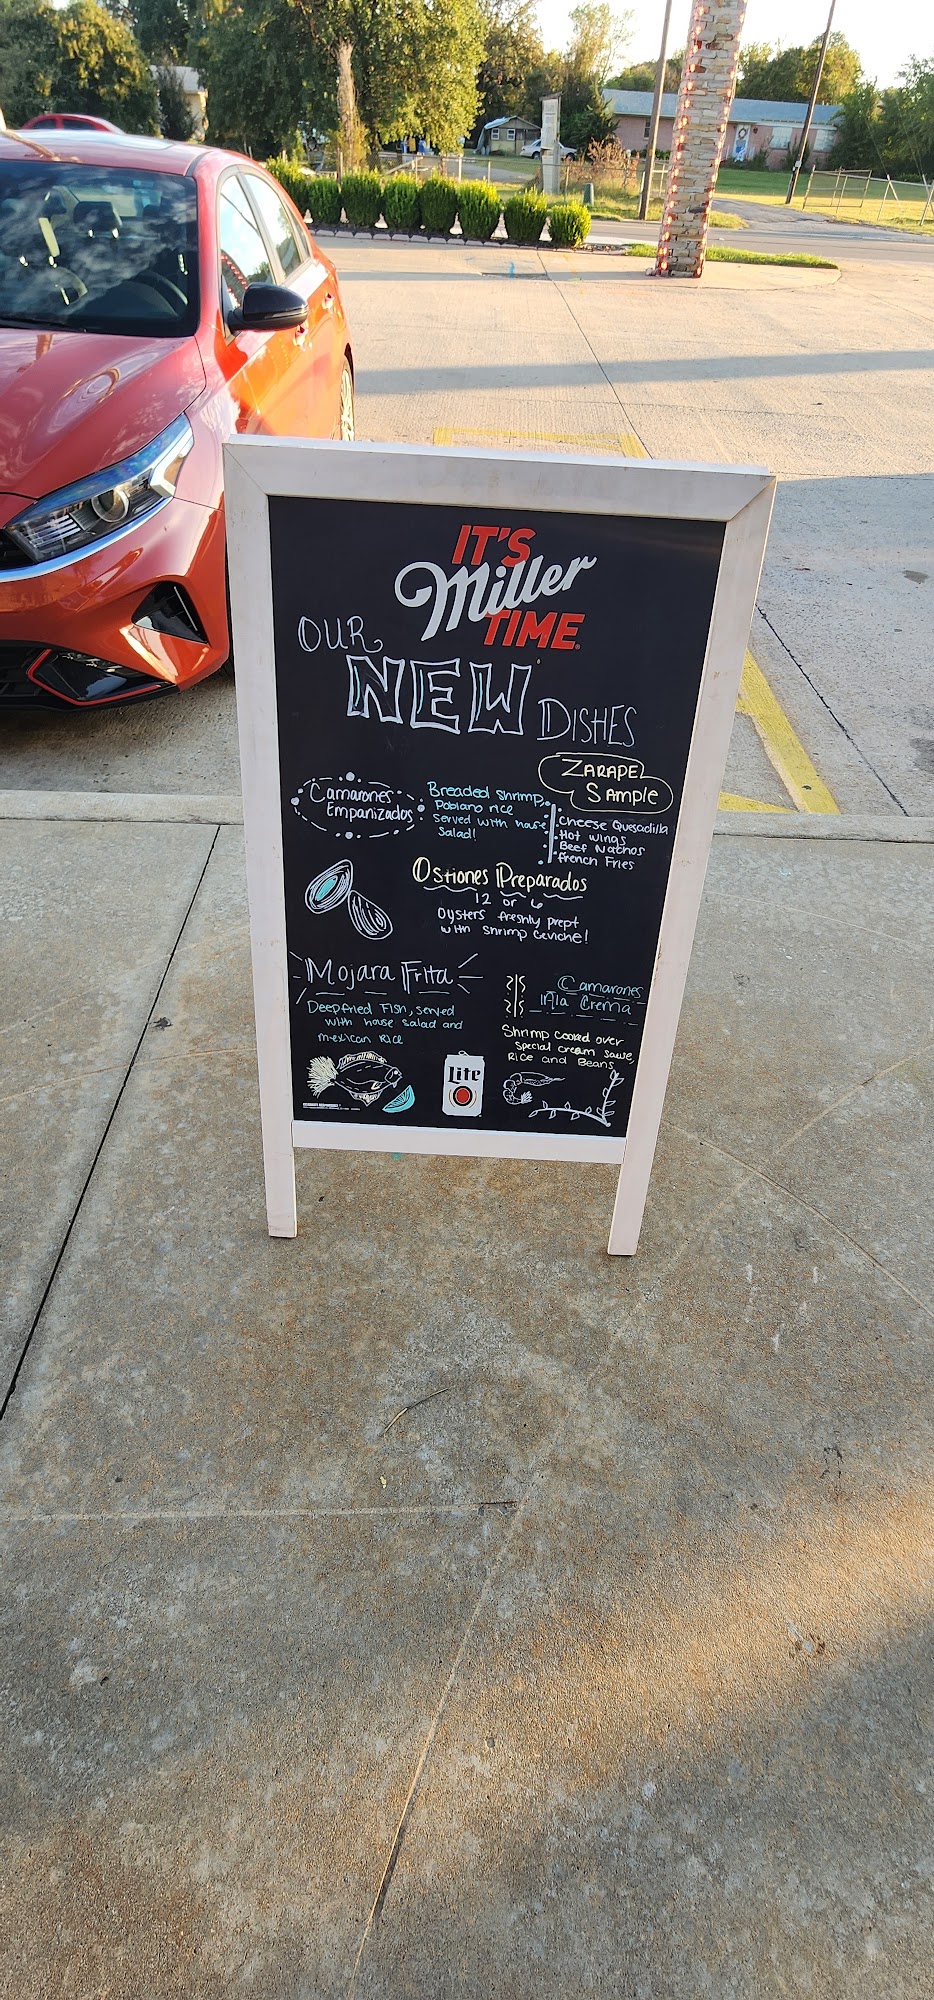 IT'S
Miller
TIME
OUR
NEW DISHES
ZARAPE
SAmple
Camarones
Empanizados
Breaded shrimp,
Poblano rice
served with house
salad!
Cheese Quesadilla
Hot wings
Beef Nachos
French Fries
Ostiones Preparados
12 or 6
Oysters freshly prept
with shrimp ceviche!
Mojara Frita
Deepfried Fish, served
with house salad and
mexican Rice
Camarones
Ala Crema
Shrimp cooked over
special cream sause,
Rice and Beans
Lite